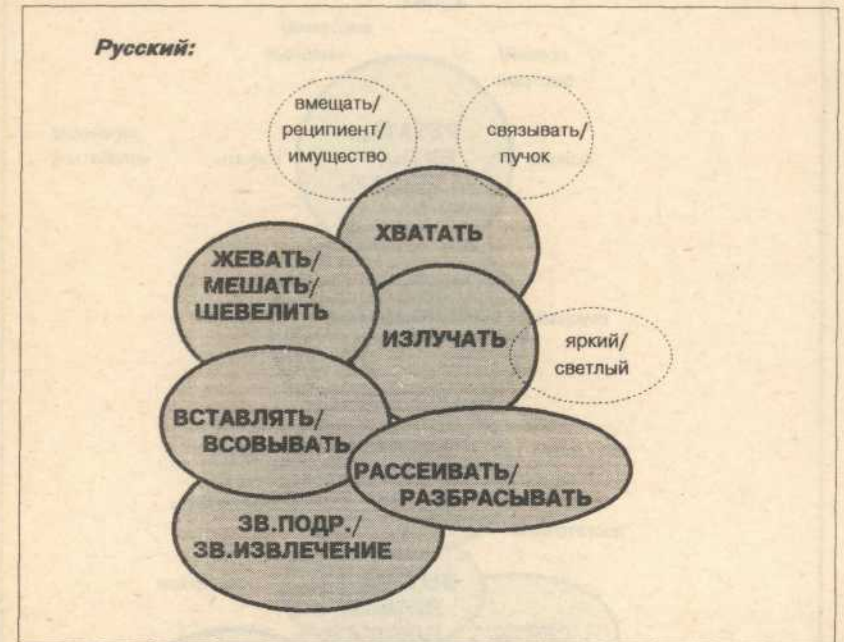 Русский:
вмещать/
реципиент/
имущество
связывать/
пучок
ХВАТАТЬ
ЖЕВАТЬ/
МЕШАТЬ/
ШЕВЕЛИТЬ
ИЗЛУЧАТЬ
яркий/
светлый
ВСТАВЛЯТЬ/
ВСОВЫВАТЬ
РАССЕИВАТЬ/
РАЗБРАСЫВАТЬ
ЗВ.ПОДР./
ЗВ.ИЗВЛЕЧЕНИЕ